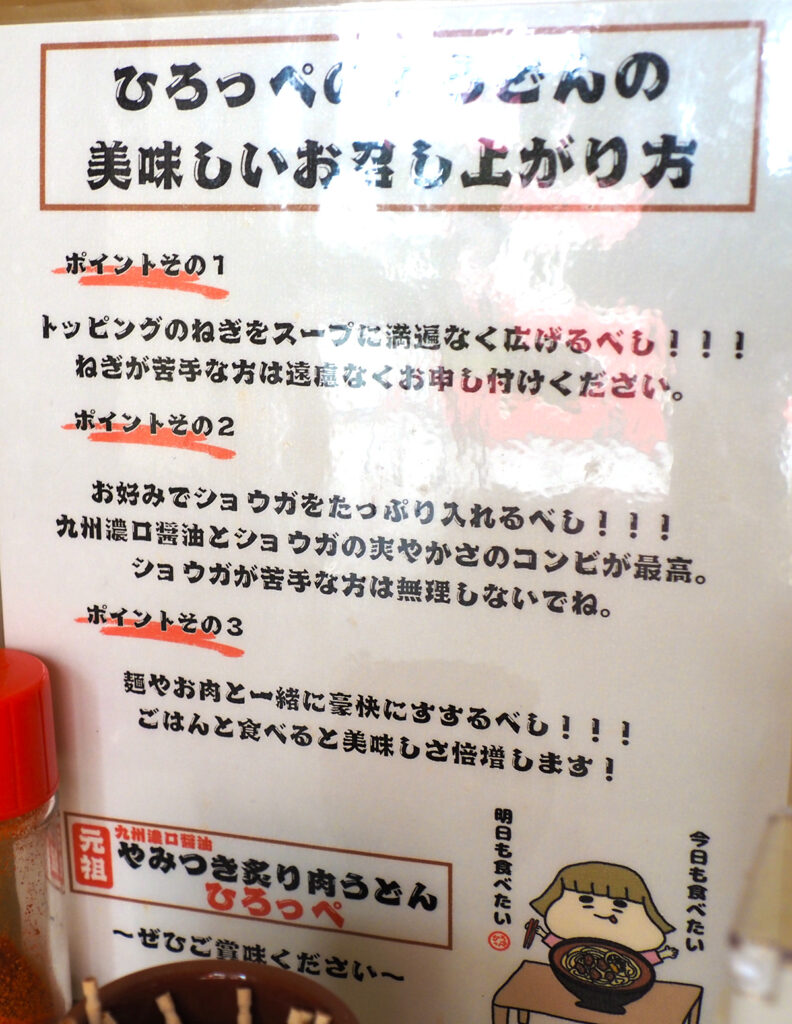 ひろっぺの うどんの
美味しいお召し上がり方
ポイントその1
トッピングのねぎをスープに満遍なく広げるべし！！！
ねぎが苦手な方は遠慮なくお申し付けください。
ポイントその2
お好みでショウガをたっぷり入れるべし！！！
九州濃口醤油とショウガの爽やかさのコンビが最高。
ショウガが苦手な方は無理しないでね。
ポイントその3
麺やお肉と一緒に豪快にすするべし！！！
ごはんと食べると美味しさ倍増します！
元祖
九州濃口醤油
やみつき炙り肉うどん
ひろっぺ
〜ぜひご賞味ください〜
今日も食べたい
明日も食べたい